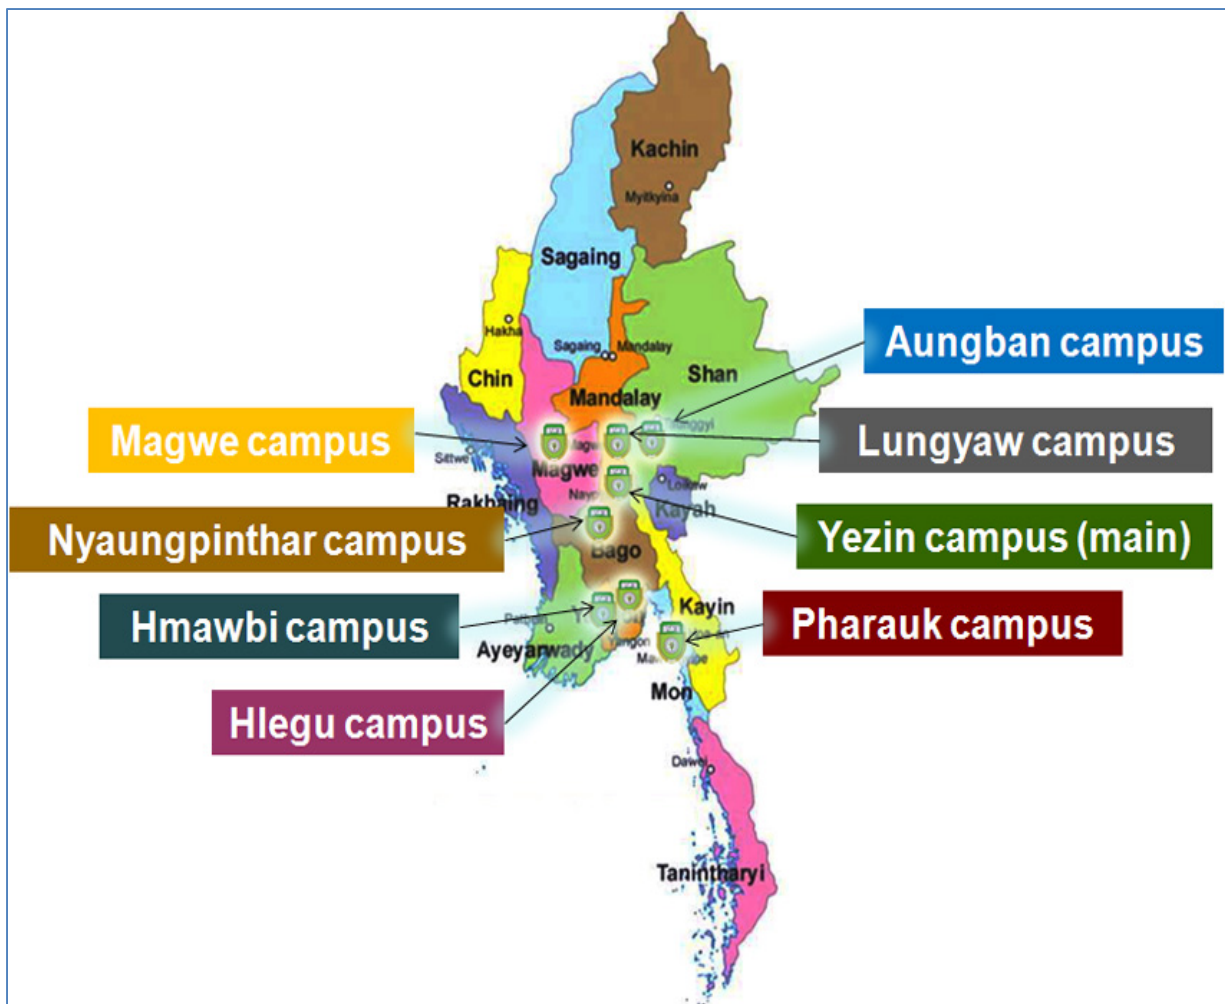 Kachin
Myitkyina
Sagaing
Hakha
Sagaing
Mandalay
Aungban campus
Chin
Shan
Mandalay
Magwe campus
Lungyaw campus
Sittwe
Magwe
Loikaw
Rakhaing
Kayah
Nyaungpinthar campus
Yezin campus (main)
Bago
Hmawbi campus
Kayin
Pharauk campus
Ayeyarwady
Mon
Hlegu campus
Dawei
Tanintharyi